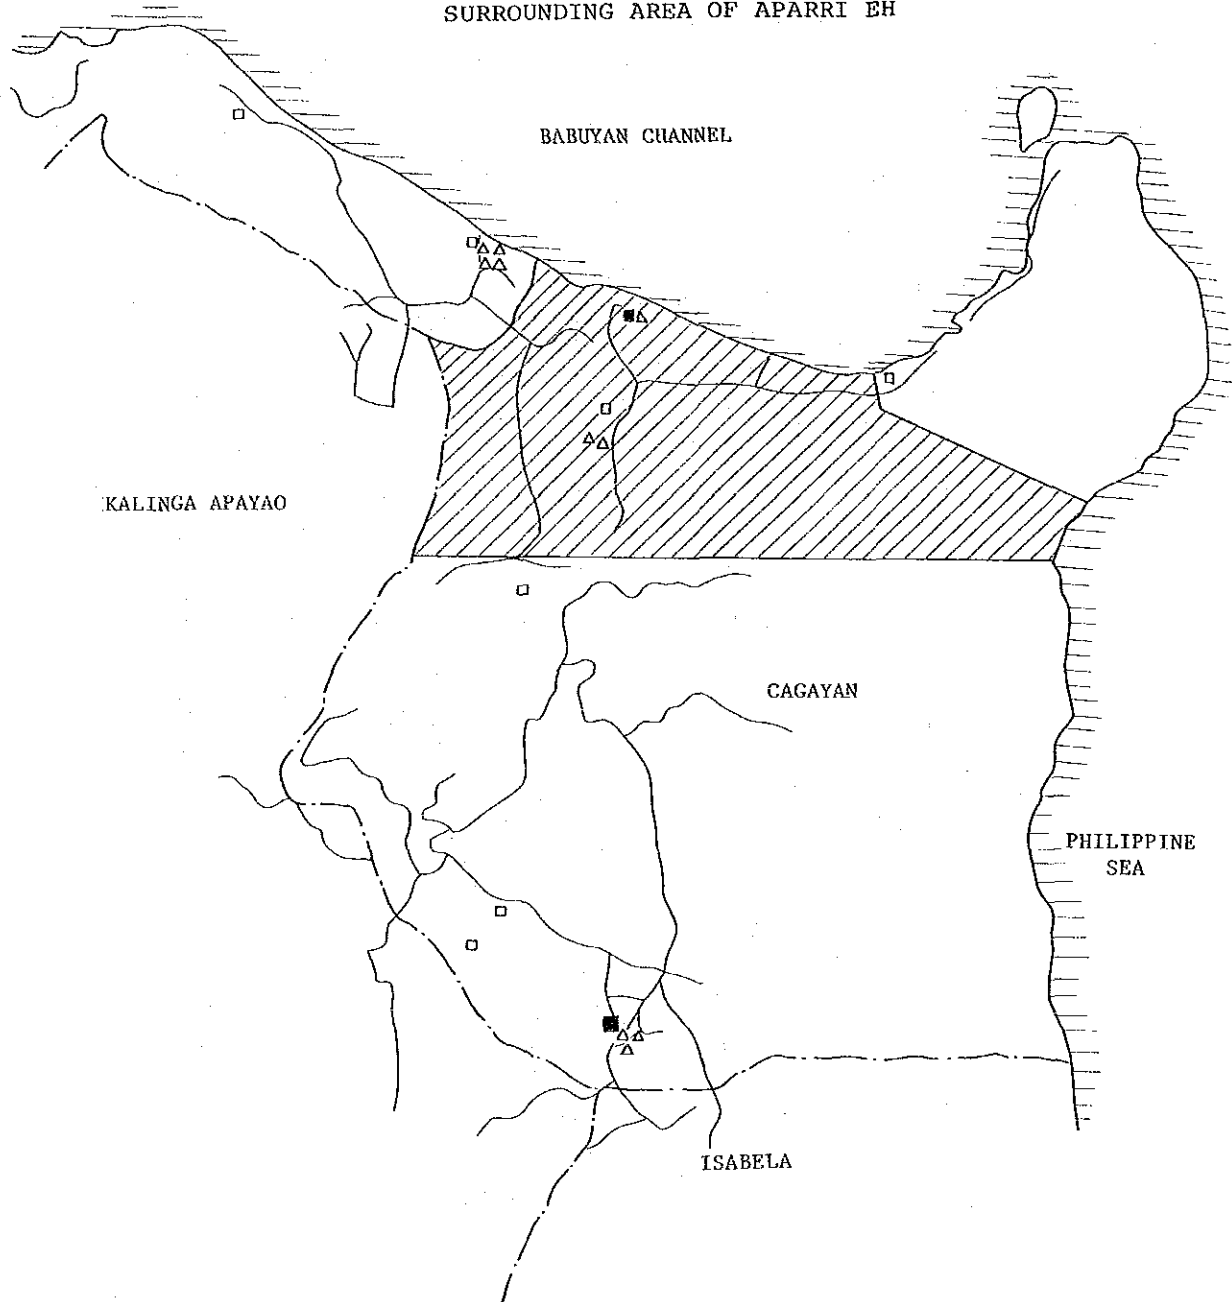 SURROUNDING AREA OF APARRI EH
BABUYAN CHANNEL
KALINGA APAYAO
CAGAYAN
PHILIPPINE
SEA
ISABELA